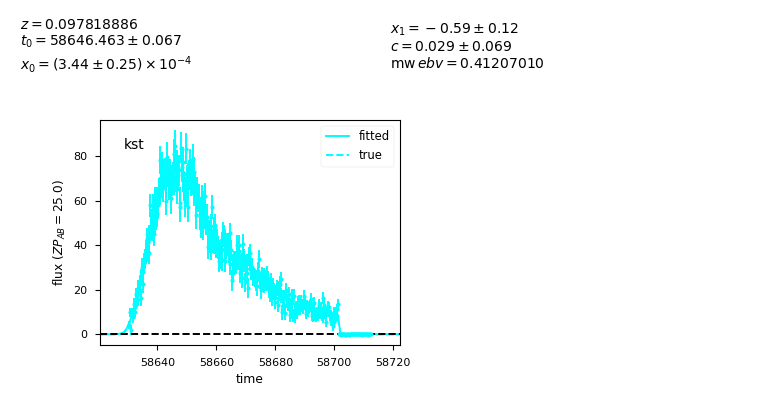 z = 0.097818886
t₀ = 58646.463 ± 0.067
x₀ = (3.44 ± 0.25) × 10⁻⁴
x₁ = −0.59 ± 0.12
c = 0.029 ± 0.069
mw ebv = 0.41207010
kst
fitted
true
flux (ZP_AB = 25.0)
80
60
40
20
0
58640 58660 58680 58700 58720
time